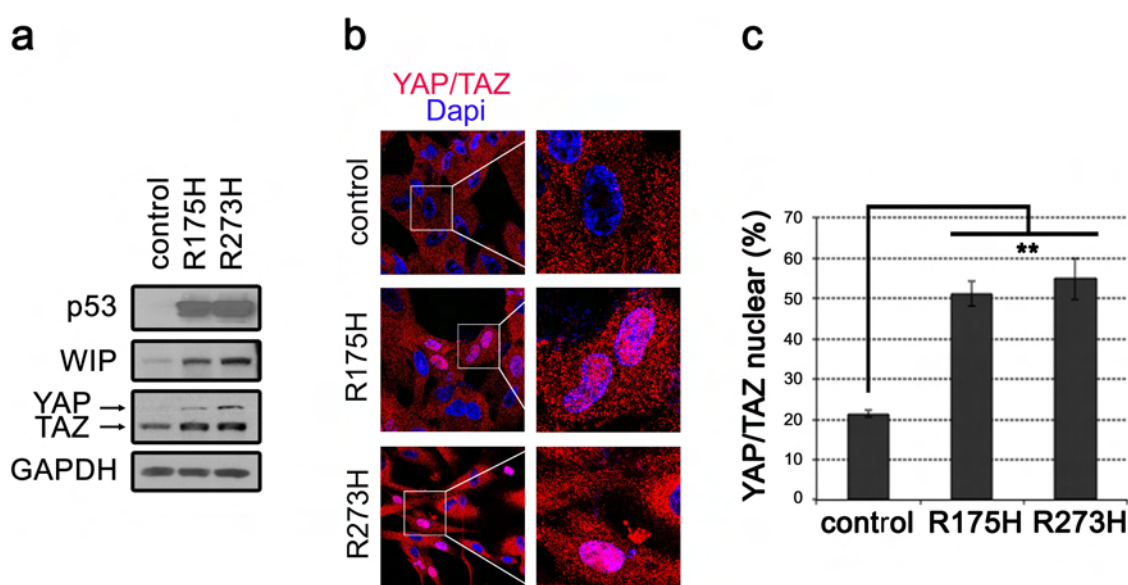 a
control
R175H
R273H
p53
WIP
YAP
TAZ
GAPDH
b
YAP/TAZ
Dapi
control
R175H
R273H
c
YAP/TAZ nuclear (%)
70
60
50
40
30
20
10
0
**
control R175H R273H